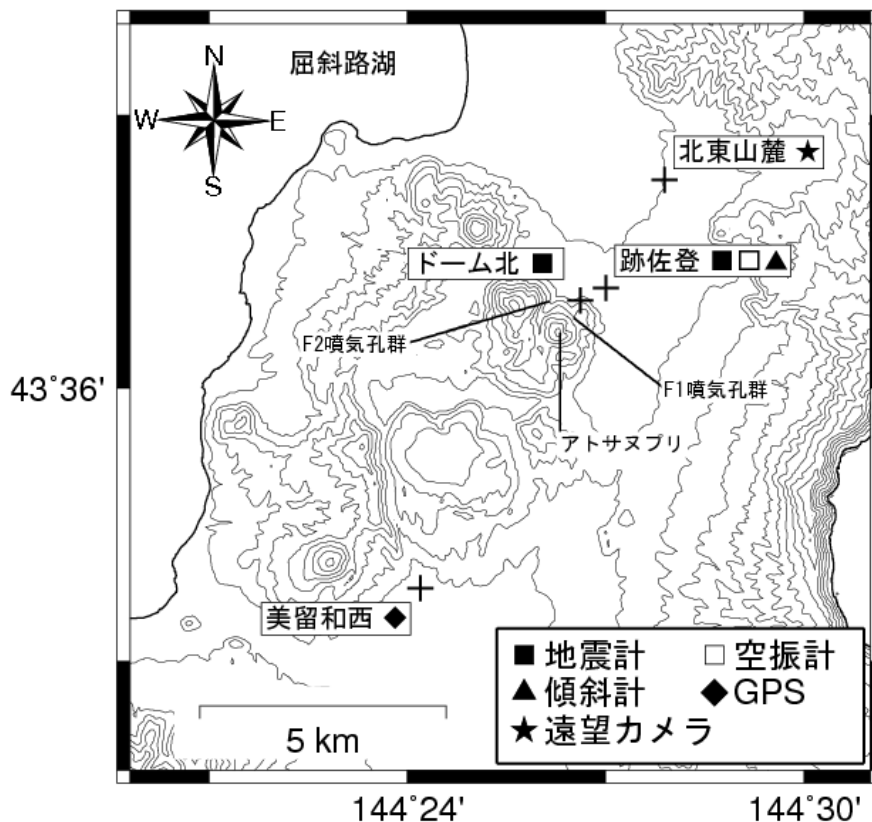 屈斜路湖
N
W E
S
北東山麓 ★
ドーム北 ■
跡佐登 ■□▲
F2噴気孔群
F1噴気孔群
43°36'
アトサヌプリ
美留和西 ◆
■地震計 □空振計
▲傾斜計 ◆GPS
★遠望カメラ
5 km
144°24' 144°30'